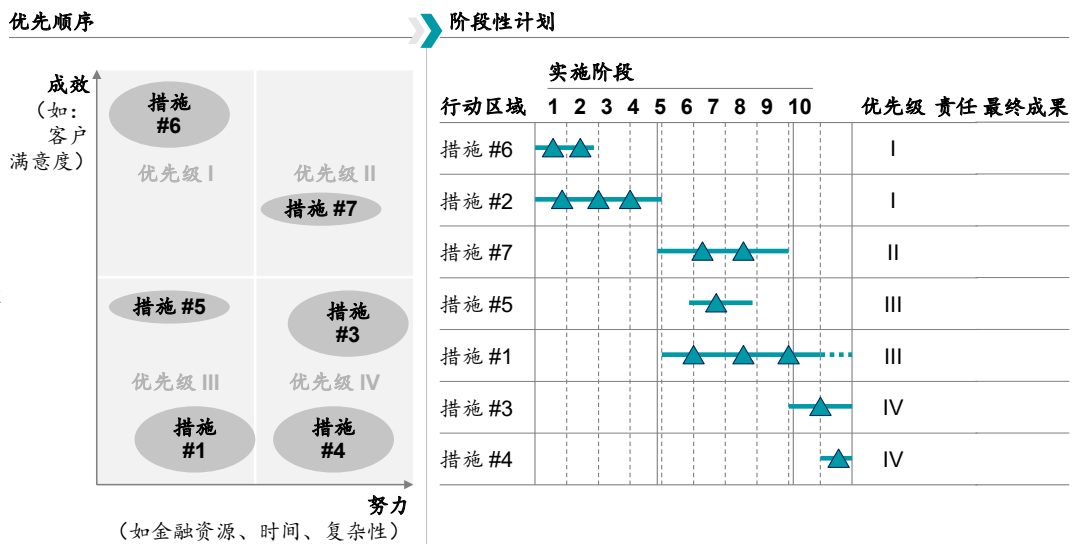 优先顺序
阶段性计划
成效
（如：
客户
满意度）
措施
#6
优先级 I
优先级 II
措施 #7
措施 #5
措施
#3
优先级 III
优先级 IV
措施
#1
措施
#4
努力
（如金融资源、时间、复杂性）
实施阶段
行动区域 1 2 3 4 5 6 7 8 9 10 优先级 责任 最终成果
措施 #6 I
措施 #2 I
措施 #7 II
措施 #5 III
措施 #1 III
措施 #3 IV
措施 #4 IV